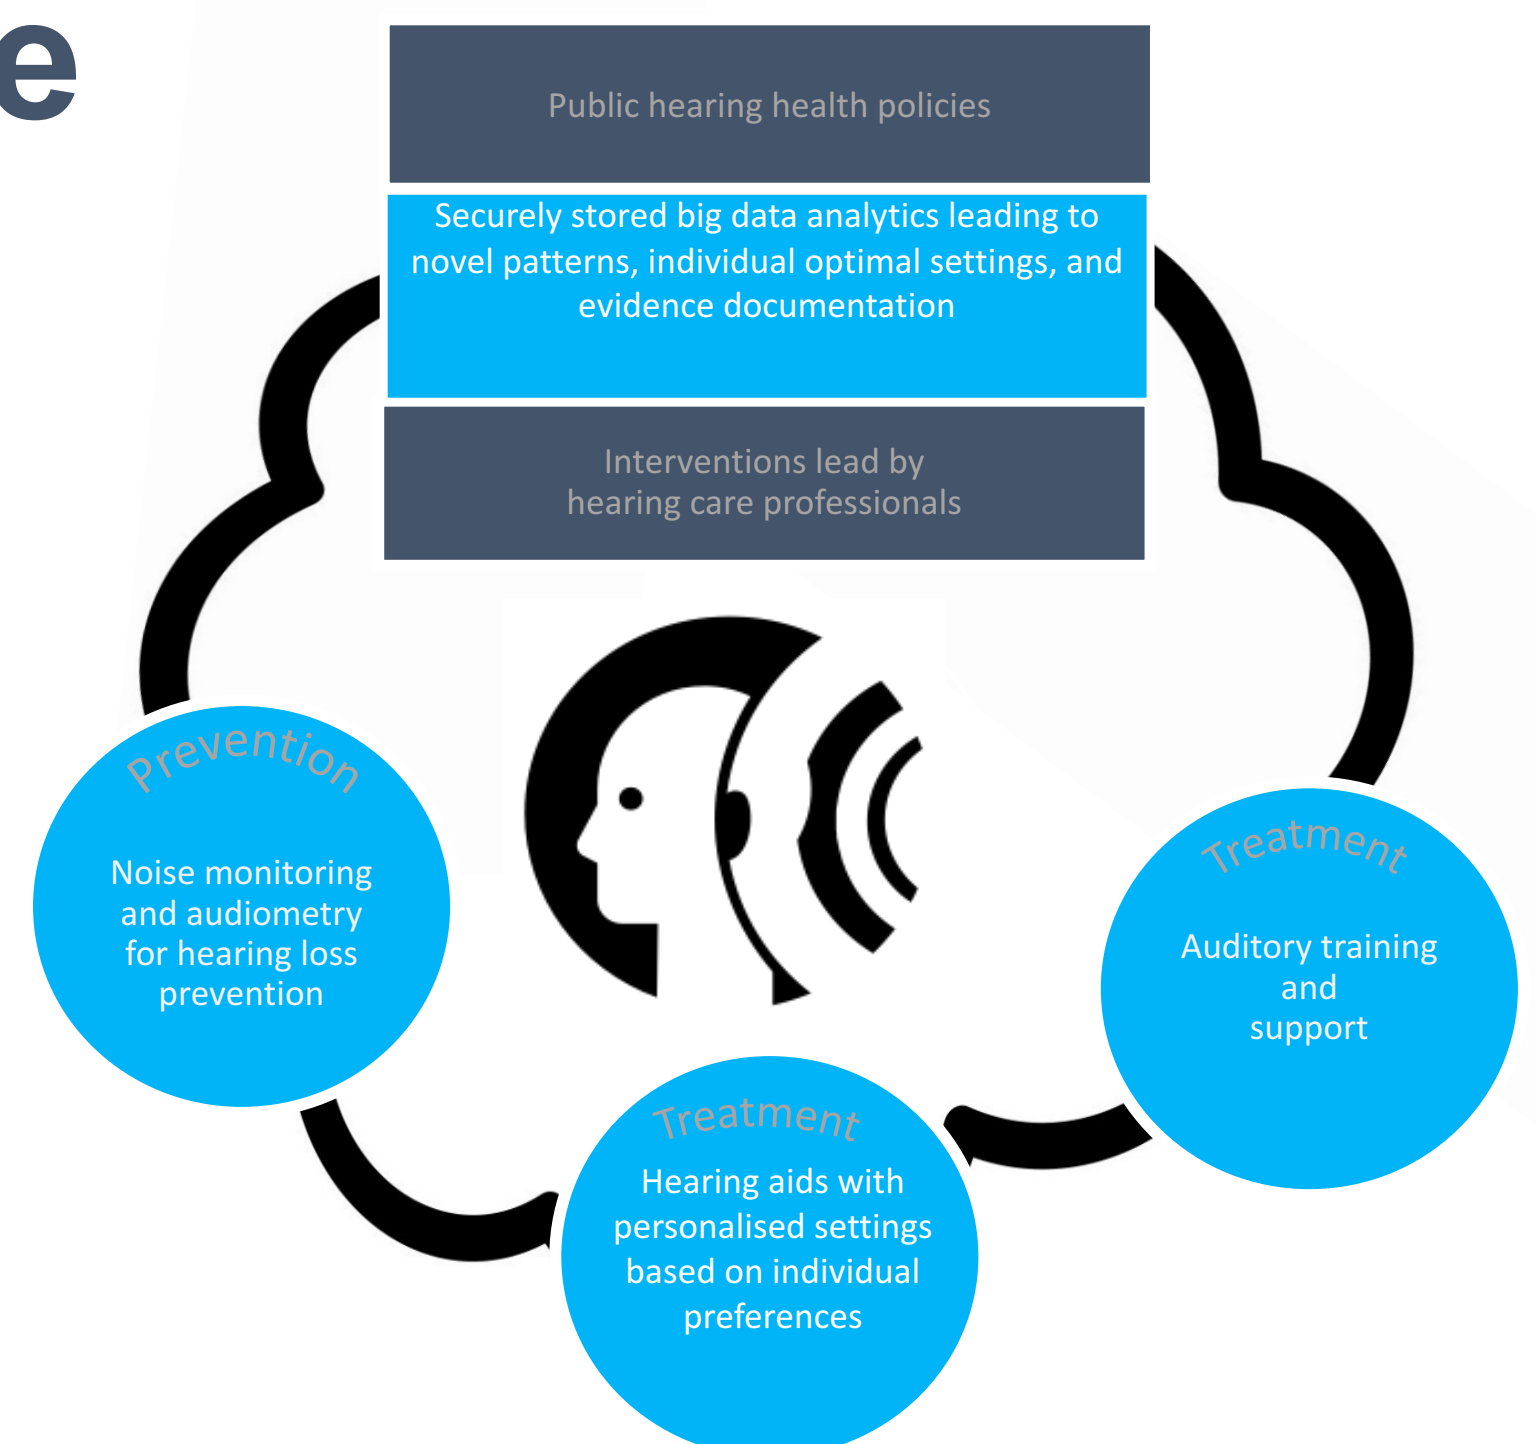 e
Public hearing health policies
Securely stored big data analytics leading to
novel patterns, individual optimal settings, and
evidence documentation
Interventions lead by
hearing care professionals
Prevention
Noise monitoring
and audiometry
for hearing loss
prevention
Treatment
Auditory training
and
support
Treatment
Hearing aids with
personalised settings
based on individual
preferences